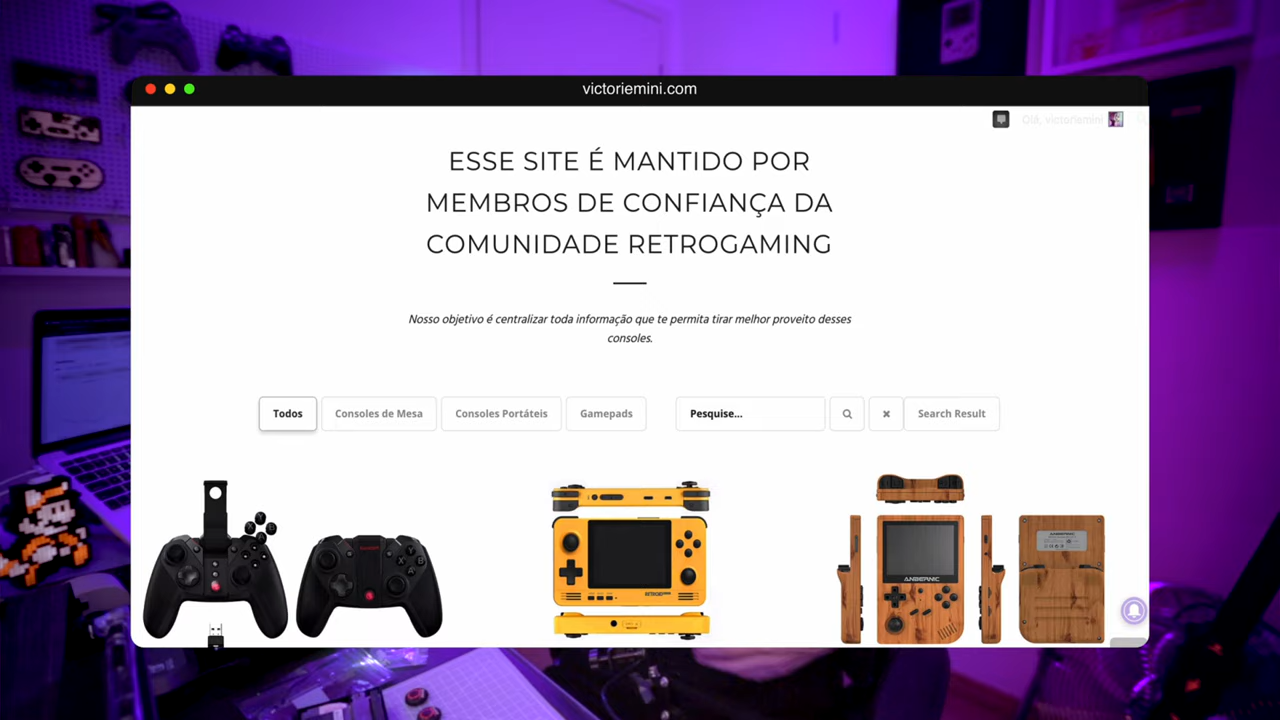 victoriemini.com
Olá, victoriemini
ESSE SITE É MANTIDO POR
MEMBROS DE CONFIANÇA DA
COMUNIDADE RETROGAMING
Nosso objetivo é centralizar toda informação que te permita tirar melhor proveito desses
consoles.
Todos
Consoles de Mesa
Consoles Portáteis
Gamepads
Pesquise...
Search Result
ANBERNIC